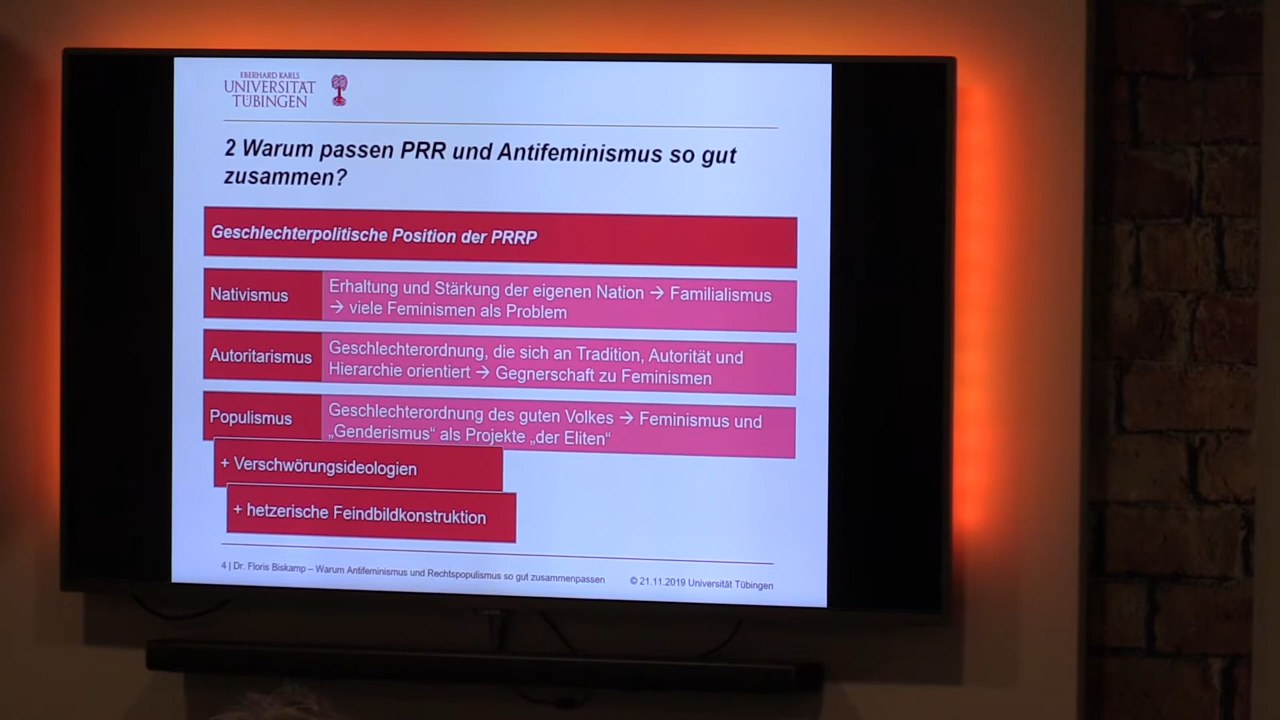 EBERHARD KARLS
UNIVERSITÄT
TÜBINGEN
2 Warum passen PRR und Antifeminismus so gut
zusammen?
Geschlechterpolitische Position der PRRP
Nativismus
Erhaltung und Stärkung der eigenen Nation → Familialismus
→ viele Feminismen als Problem
Autoritarismus
Geschlechterordnung, die sich an Tradition, Autorität und
Hierarchie orientiert → Gegnerschaft zu Feminismen
Populismus
Geschlechterordnung des guten Volkes → Feminismus und
„Genderismus“ als Projekte „der Eliten“
+ Verschwörungsideologien
+ hetzerische Feindbildkonstruktion
4 | Dr. Floris Biskamp – Warum Antifeminismus und Rechtspopulismus so gut zusammenpassen
© 21.11.2019 Universität Tübingen